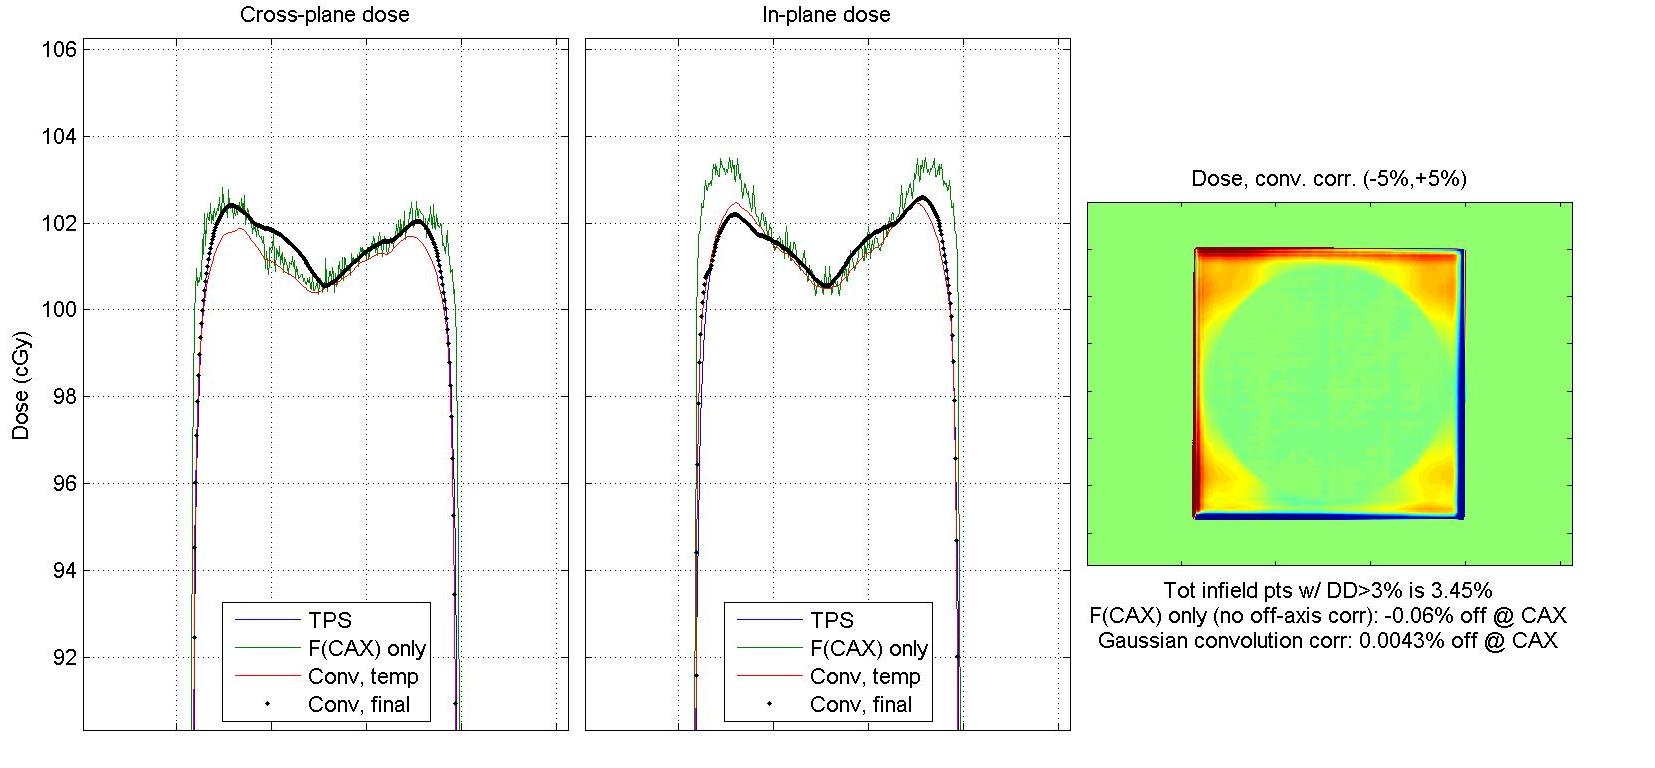 Cross-plane dose
In-plane dose
106
104
102
100
98
96
94
92
Dose (cGy)
TPS
F(CAX) only
Conv, temp
Conv, final
TPS
F(CAX) only
Conv, temp
Conv, final
Dose, conv. corr. (-5%,+5%)
Tot infield pts w/ DD>3% is 3.45%
F(CAX) only (no off-axis corr): -0.06% off @ CAX
Gaussian convolution corr: 0.0043% off @ CAX